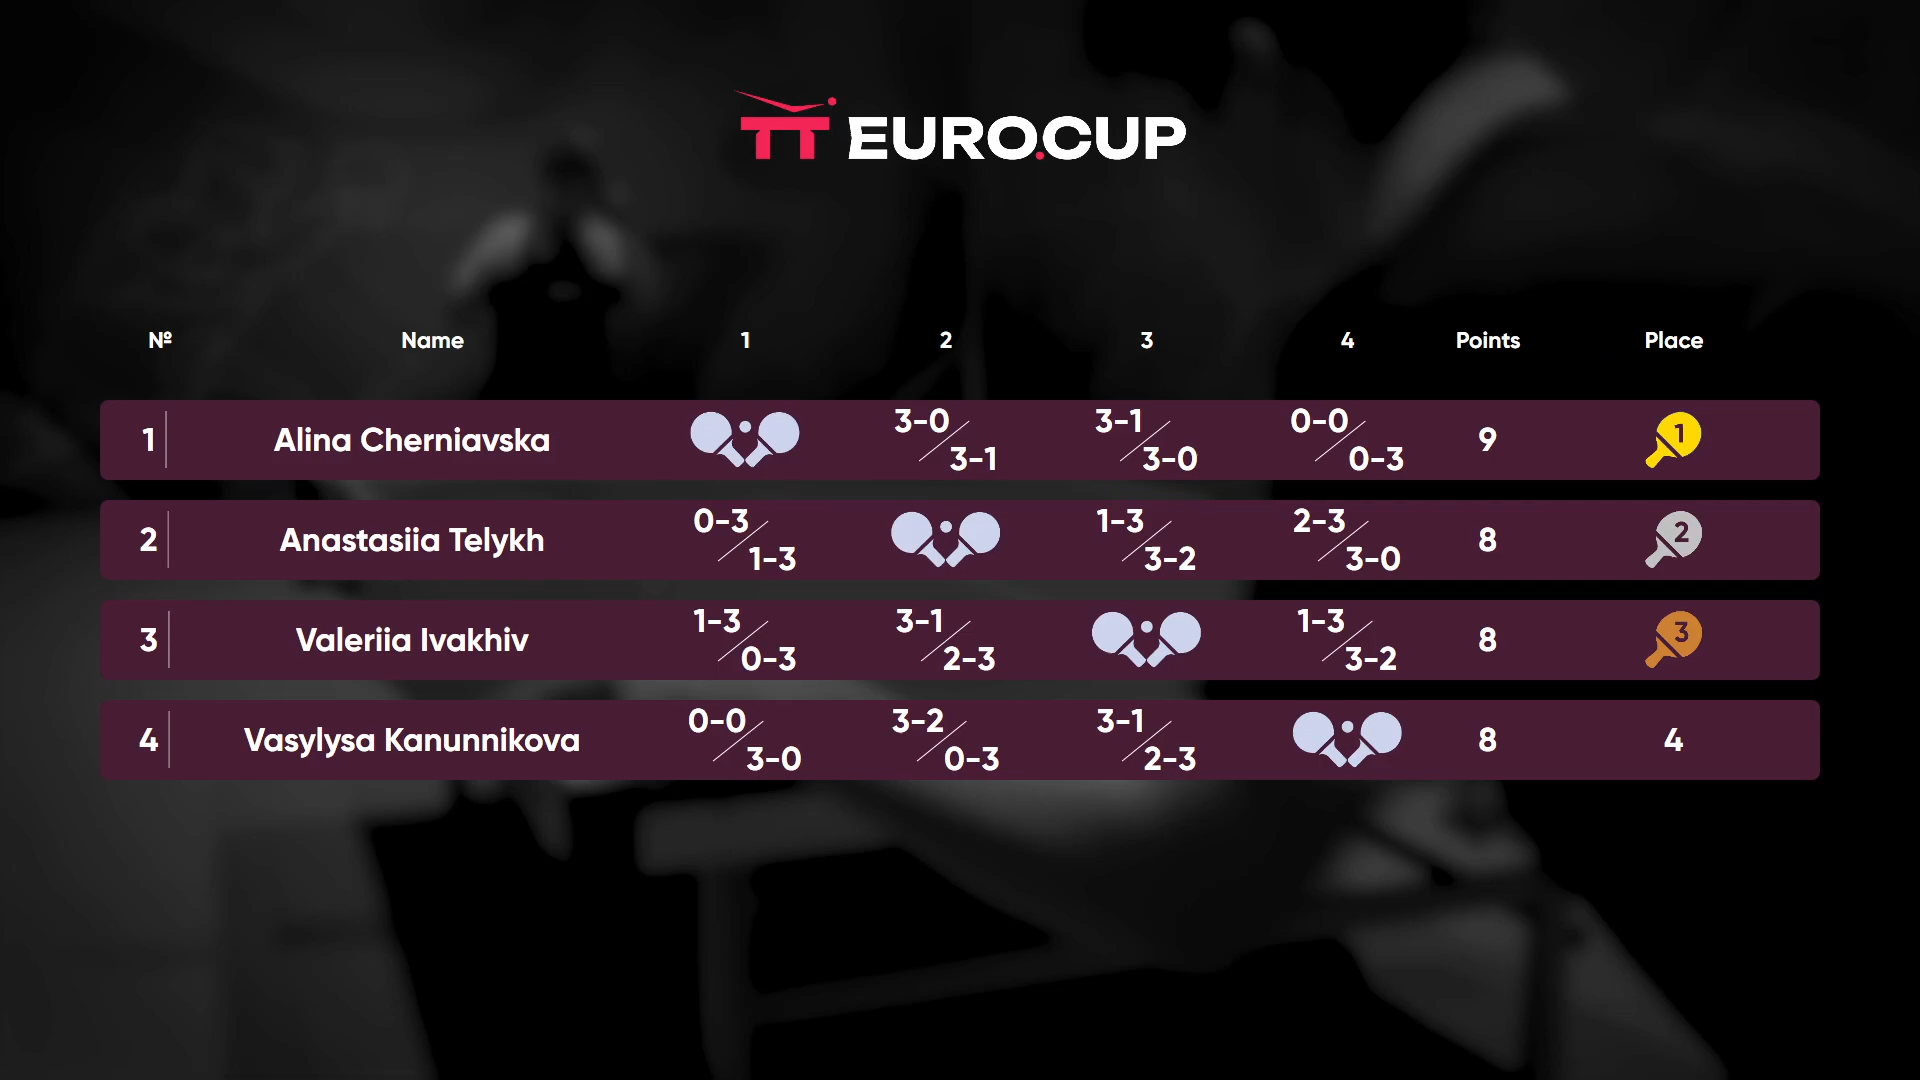 TT EURO.CUP
№ Name 1 2 3 4 Points Place
1 Alina Cherniavska 3-0 3-1 3-1 3-0 0-0 0-3 9 1
2 Anastasiia Telykh 0-3 1-3 1-3 3-2 2-3 3-0 8 2
3 Valeriia Ivakhiv 1-3 0-3 3-1 2-3 1-3 3-2 8 3
4 Vasylysa Kanunnikova 0-0 3-0 3-2 0-3 3-1 2-3 8 4